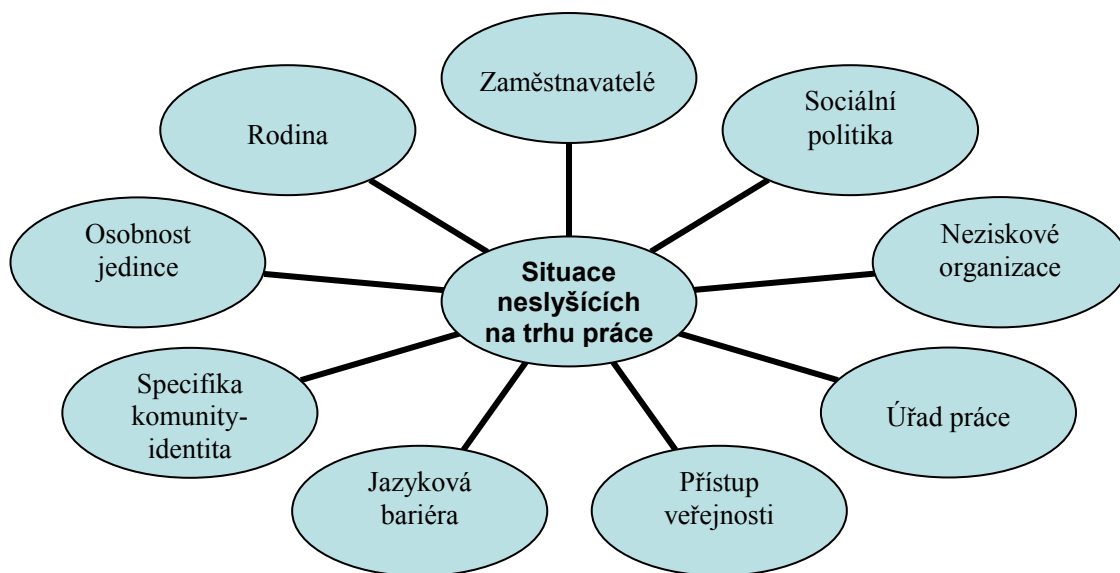 Zaměstnavatelé
Sociální
politika
Rodina
Osobnost
jedince
Neziskové
organizace
Situace
neslyšících
na trhu práce
Specifika
komunity-
identita
Úřad práce
Jazyková
bariéra
Přístup
veřejnosti